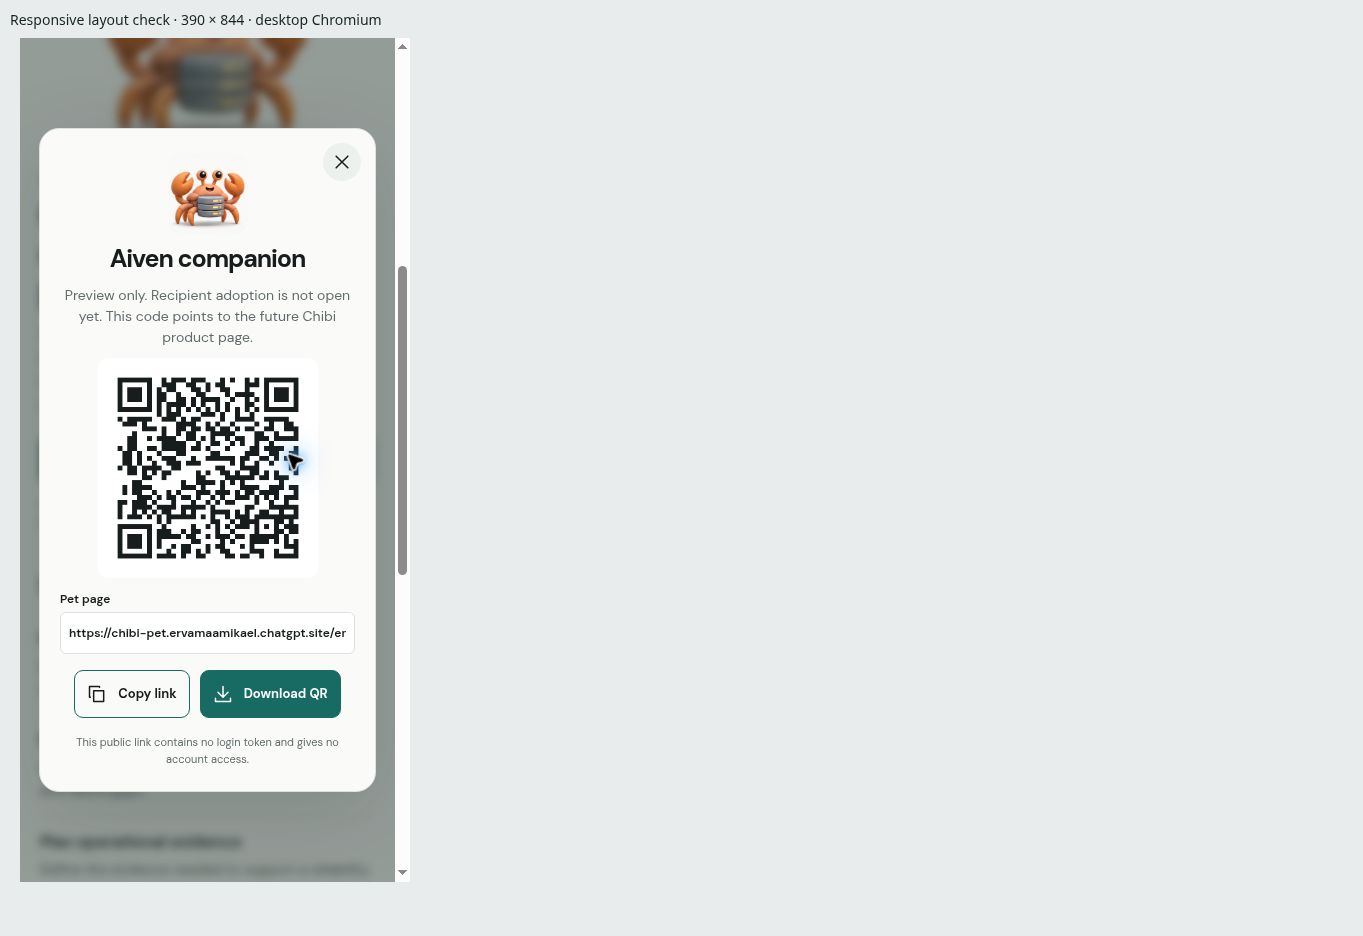 Responsive layout check · 390 × 844 · desktop Chromium
Aiven companion
Preview only. Recipient adoption is not open
yet. This code points to the future Chibi
product page.
Pet page
https://chibi-pet.ervamaamikael.chatgpt.site/er
Copy link
Download QR
This public link contains no login token and gives no
account access.